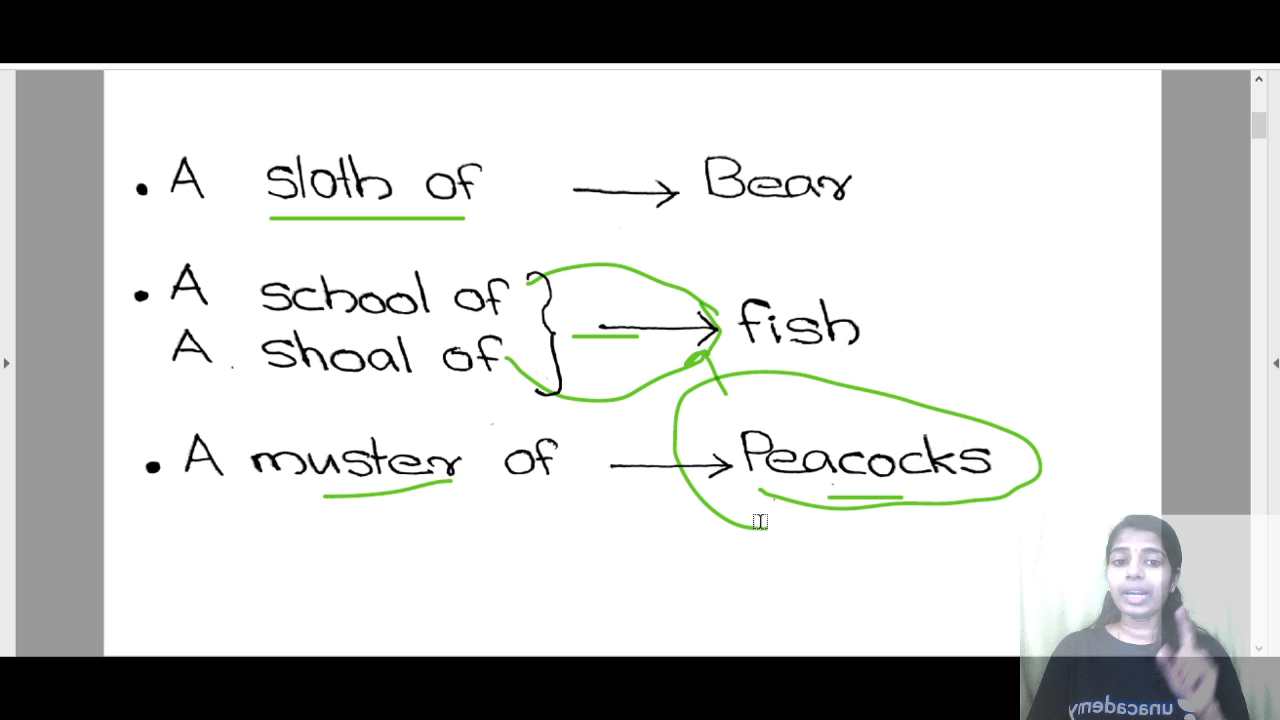 • A sloth of → Bear
• A school of
A shoal of } → fish
• A muster of → Peacocks
unacademy